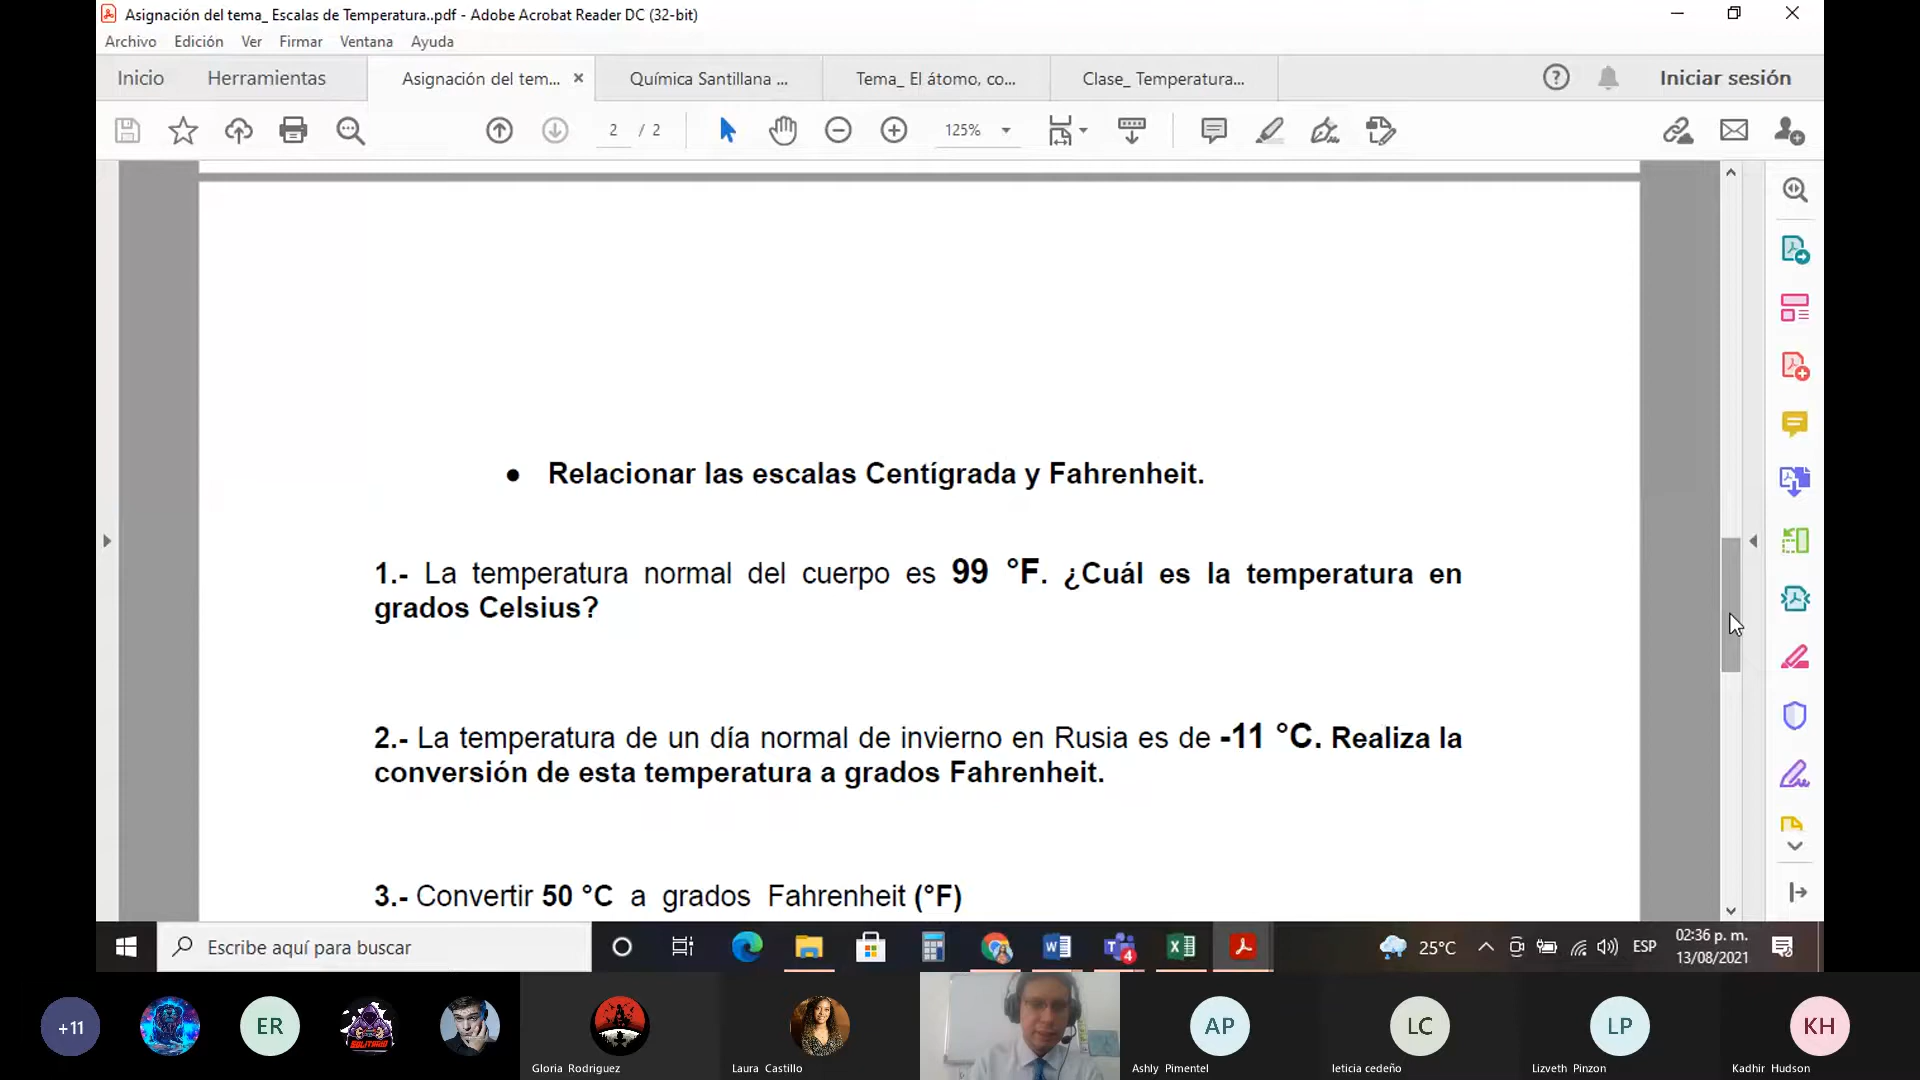 Asignación del tema_ Escalas de Temperatura..pdf - Adobe Acrobat Reader DC (32-bit)
Archivo Edición Ver Firmar Ventana Ayuda
Inicio Herramientas Asignación del tem... × Química Santillana ... Tema_ El átomo, co... Clase_ Temperatura... Iniciar sesión
2 / 2 125%
● Relacionar las escalas Centígrada y Fahrenheit.
1.- La temperatura normal del cuerpo es 99 °F. ¿Cuál es la temperatura en
grados Celsius?
2.- La temperatura de un día normal de invierno en Rusia es de -11 °C. Realiza la
conversión de esta temperatura a grados Fahrenheit.
3.- Convertir 50 °C a grados Fahrenheit (°F)
Escribe aquí para buscar
4
25°C
ESP
02:36 p. m.
13/08/2021
+11
ER
SOLITARIO
AP
LC
LP
KH
Gloria Rodriguez
Laura Castillo
Ashly Pimentel
leticia cedeño
Lizveth Pinzon
Kadhir Hudson